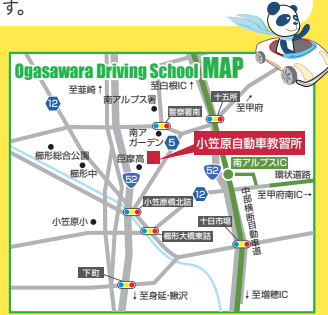 す。
Ogasawara Driving School MAP
至韮崎↑
至白根IC↑
十五所
南アルプス署
12
警察署南
↗
至甲府
南ア
ガーデン
5
小笠原自動車教習所
櫛形総合公園
巨摩高
櫛形中
南アルプスIC
52
52
環状道路
12
→至甲府南IC
小笠原橋北詰
小笠原小
十日市場
中部横断自動車道
櫛形大橋東詰
下町
↓至身延・鰍沢
↓至増穂IC